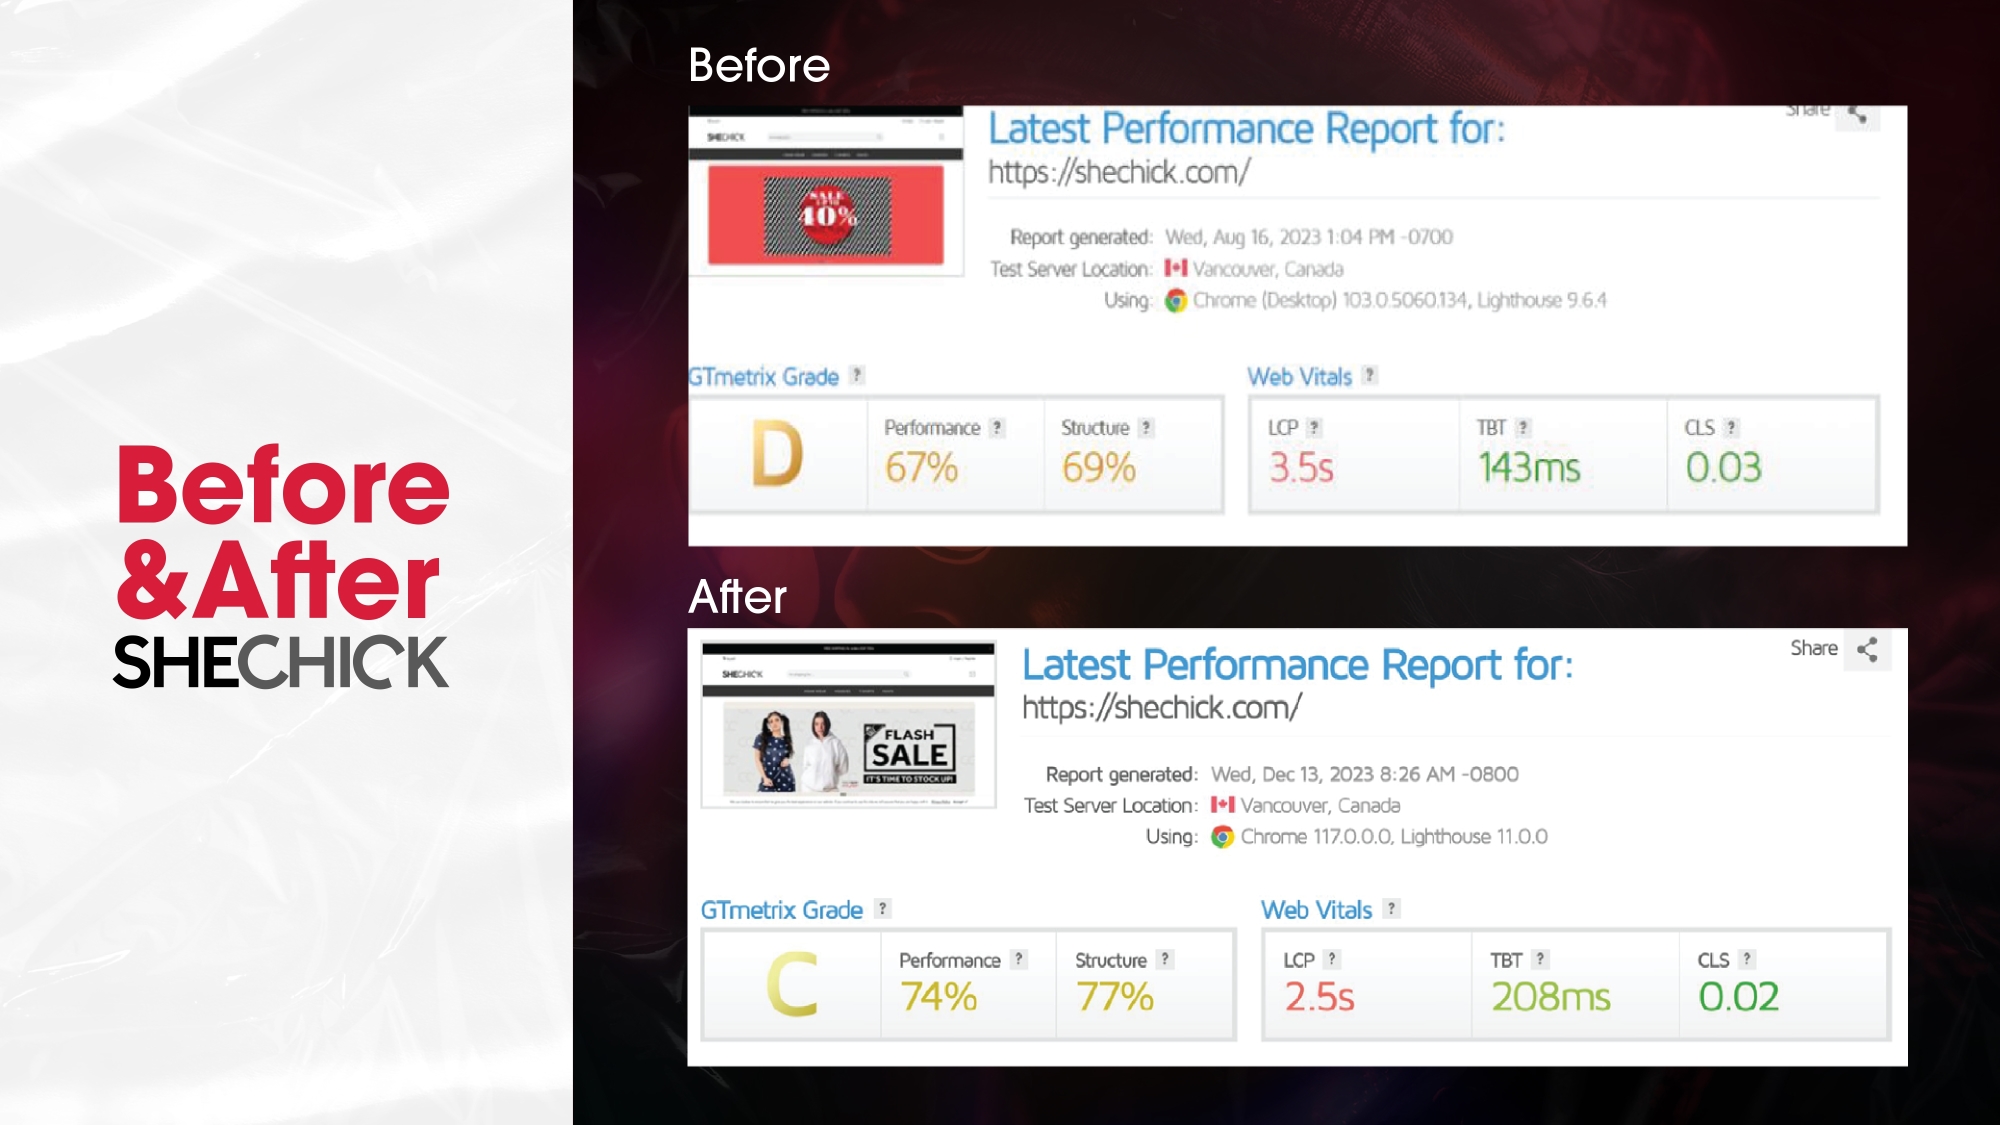 Before
&After
SHECHICK
Before
SHECHICK
SALE
UP TO
40%
Latest Performance Report for:
Share
https://shechick.com/
Report generated: Wed, Aug 16, 2023 1:04 PM -0700
Test Server Location: Vancouver, Canada
Using: Chrome (Desktop) 103.0.5060.134, Lighthouse 9.6.4
GTmetrix Grade ?
Web Vitals ?
D
Performance ?
67%
Structure ?
69%
LCP ?
3.5s
TBT ?
143ms
CLS ?
0.03
After
SHECHICK
FLASH
SALE
IT'S TIME TO STOCK UP!
Latest Performance Report for:
Share
https://shechick.com/
Report generated: Wed, Dec 13, 2023 8:26 AM -0800
Test Server Location: Vancouver, Canada
Using: Chrome 117.0.0.0, Lighthouse 11.0.0
GTmetrix Grade ?
Web Vitals ?
C
Performance ?
74%
Structure ?
77%
LCP ?
2.5s
TBT ?
208ms
CLS ?
0.02